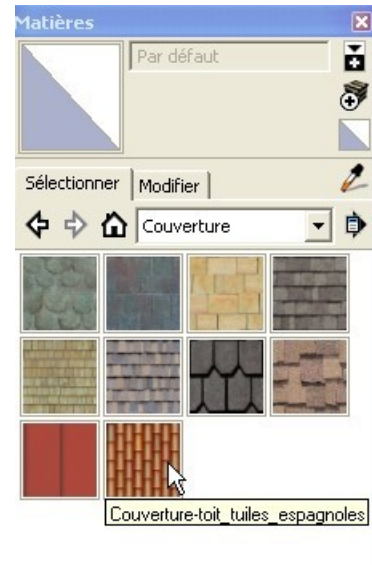 Matières
Par défaut
Sélectionner
Modifier
Couverture
Couverture-toit_tuiles_espagnoles